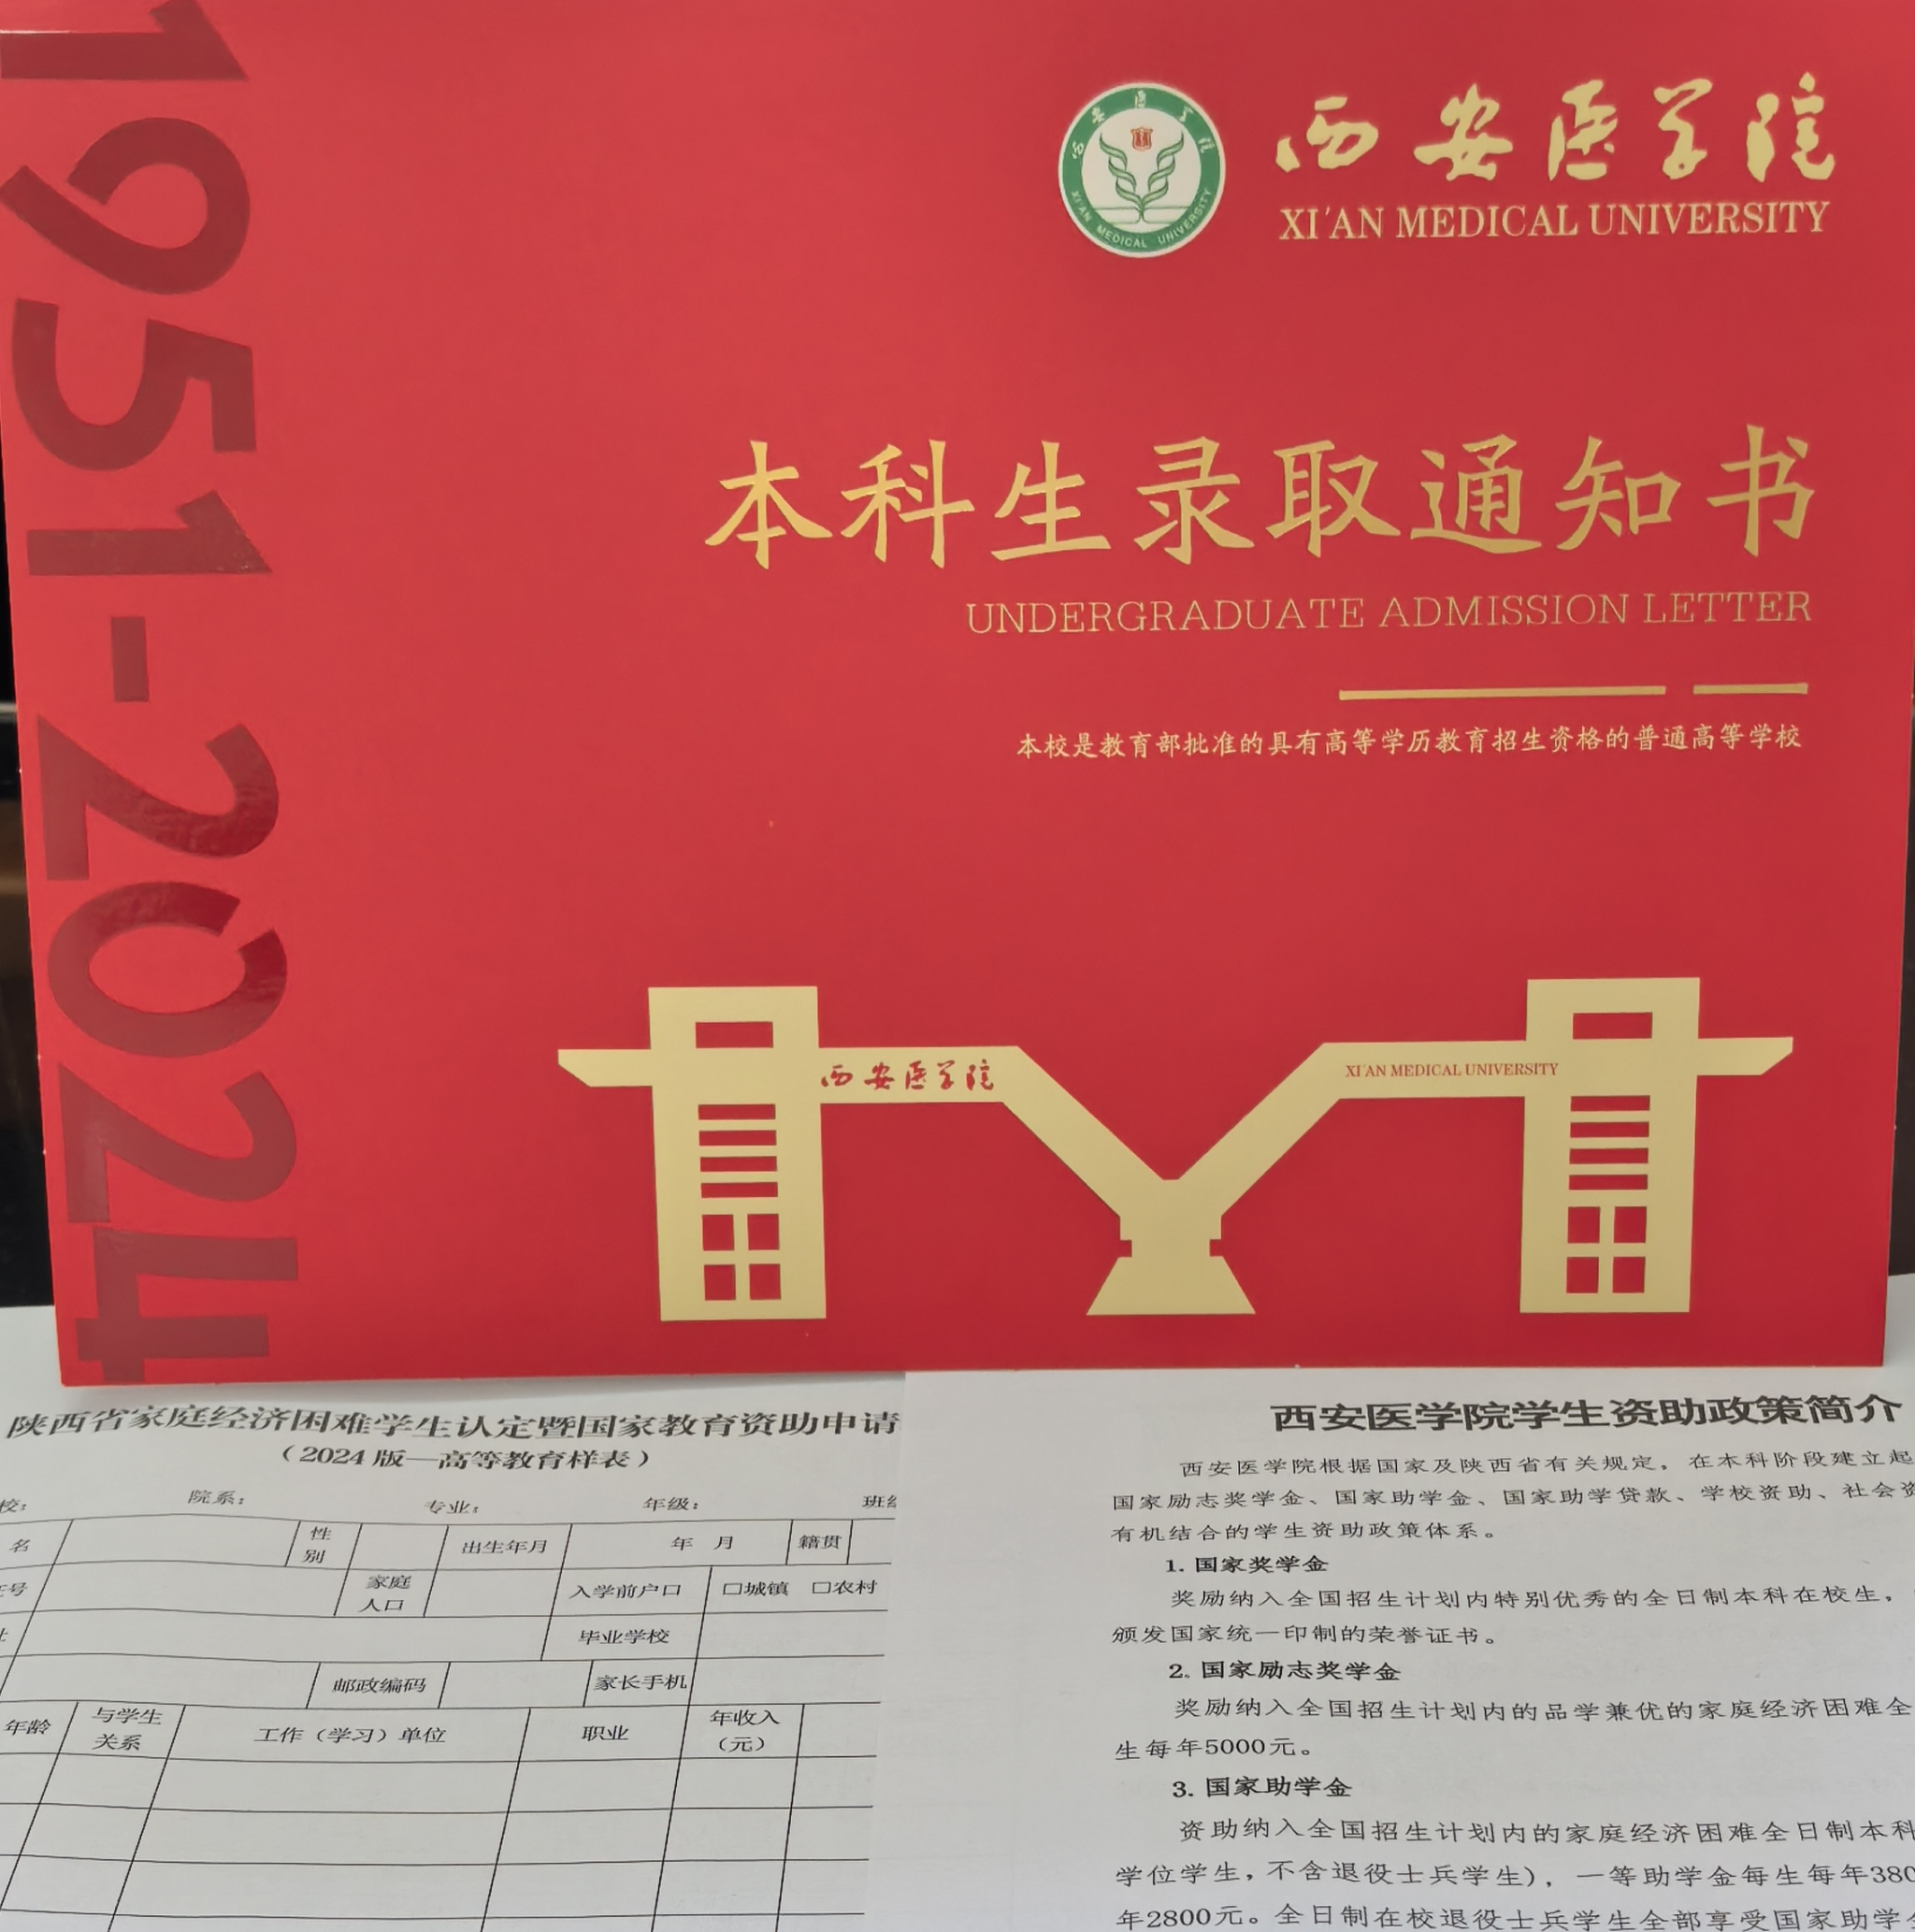 1951-2024
西安医学院
XI'AN MEDICAL UNIVERSITY
西安医学院
XI'AN MEDICAL UNIVERSITY
本科生录取通知书
UNDERGRADUATE ADMISSION LETTER
本校是教育部批准的具有高等学历教育招生资格的普通高等学校
西安医学院
XI'AN MEDICAL UNIVERSITY
陕西省家庭经济困难学生认定暨国家教育资助申请
（2024 版—高等教育样表）
校： 院系： 专业： 年级： 班
名 性别 出生年月 年 月 籍贯
号 家庭人口 入学前户口 □城镇 □农村
毕业学校
邮政编码 家长手机
年龄 与学生关系 工作（学习）单位 职业 年收入（元）
西安医学院学生资助政策简介
西安医学院根据国家及陕西省有关规定，在本科阶段建立起
国家励志奖学金、国家助学金、国家助学贷款、学校资助、社会资
有机结合的学生资助政策体系。
1. 国家奖学金
奖励纳入全国招生计划内特别优秀的全日制本科在校生，
颁发国家统一印制的荣誉证书。
2. 国家励志奖学金
奖励纳入全国招生计划内的品学兼优的家庭经济困难全
生每年5000元。
3. 国家助学金
资助纳入全国招生计划内的家庭经济困难全日制本科
学位学生，不含退役士兵学生），一等助学金每生每年380
年2800元。全日制在校退役士兵学生全部享受国家助学